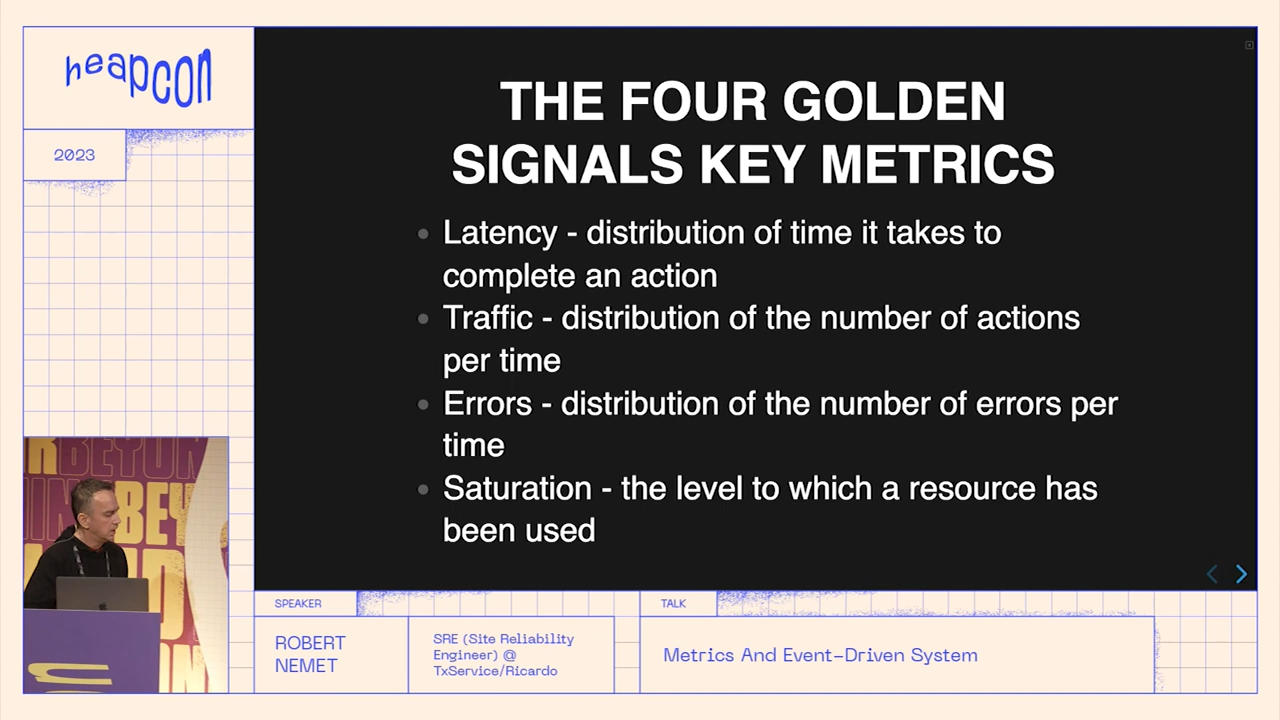 heapcon
2023
THE FOUR GOLDEN
SIGNALS KEY METRICS
Latency - distribution of time it takes to
complete an action
Traffic - distribution of the number of actions
per time
Errors - distribution of the number of errors per
time
Saturation - the level to which a resource has
been used
SPEAKER
ROBERT
NEMET
SRE (Site Reliability
Engineer) @
TxService/Ricardo
TALK
Metrics And Event-Driven System